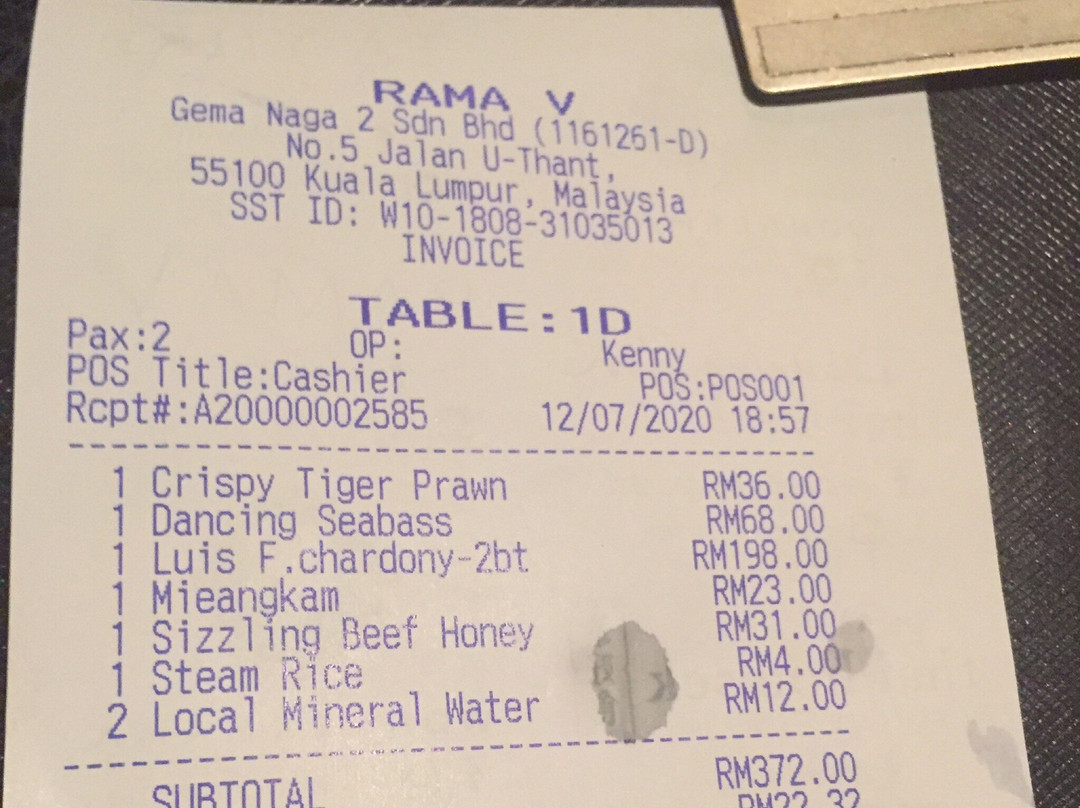 RAMA V
Gema Naga 2 Sdn Bhd (1161261-D)
No.5 Jalan U-Thant,
55100 Kuala Lumpur, Malaysia
SST ID: W10-1808-31035013
INVOICE
TABLE:1D
Pax:2 OP: Kenny
POS Title:Cashier POS:POS001
Rcpt#:A20000002585 12/07/2020 18:57
1 Crispy Tiger Prawn RM36.00
1 Dancing Seabass RM68.00
1 Luis F.chardony-2bt RM198.00
1 Mieangkam RM23.00
1 Sizzling Beef Honey RM31.00
1 Steam Rice RM4.00
2 Local Mineral Water RM12.00
SUBTOTAL RM372.00
RM22.32